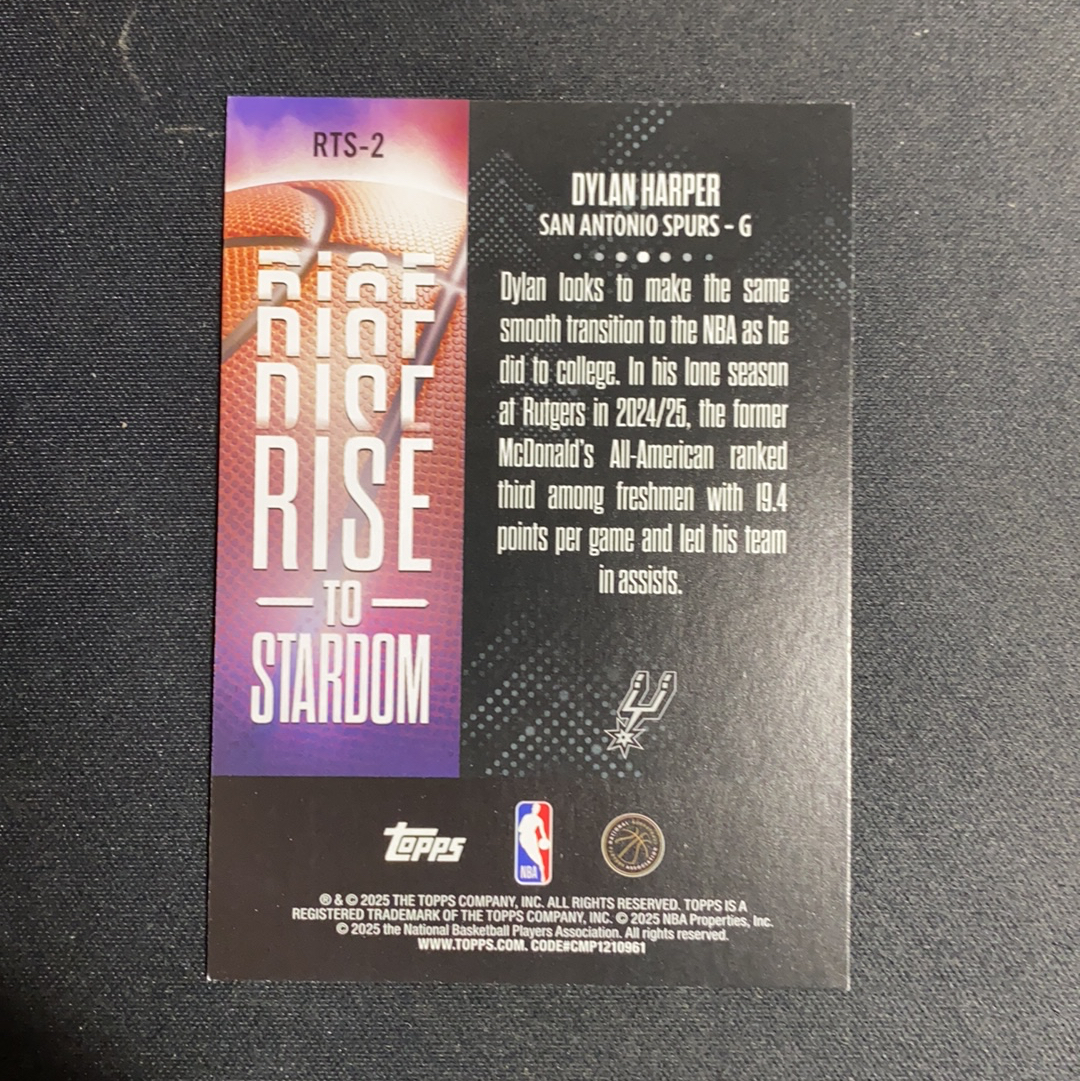 RTS-2
RISE
RISE
RISE
RISE
TO
STARDOM
DYLAN HARPER
SAN ANTONIO SPURS - G
Dylan looks to make the same
smooth transition to the NBA as he
did to college. In his lone season
at Rutgers in 2024/25, the former
McDonald's All-American ranked
third among freshmen with 19.4
points per game and led his team
in assists.
topps
NBA
® & © 2025 THE TOPPS COMPANY, INC. ALL RIGHTS RESERVED. TOPPS IS A
REGISTERED TRADEMARK OF THE TOPPS COMPANY, INC. © 2025 NBA Properties, Inc.
© 2025 the National Basketball Players Association. All rights reserved.
WWW.TOPPS.COM. CODE#CMP1210961